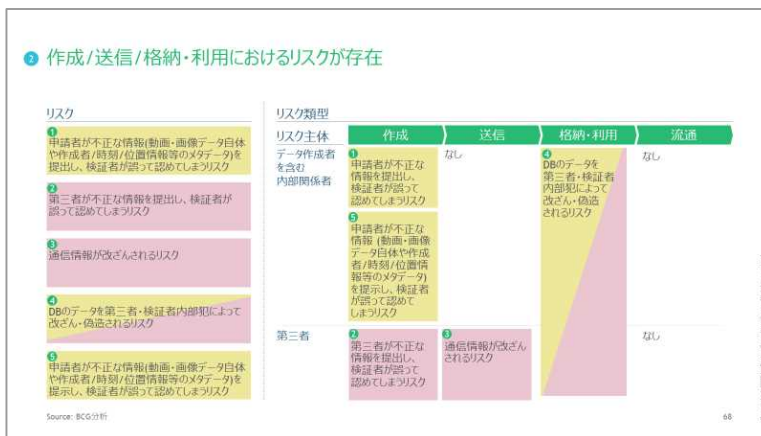 2 作成/送信/格納・利用におけるリスクが存在
リスク
1
申請者が不正な情報(動画・画像データ自体
や作成者/時刻/位置情報等のメタデータ)を
提出し、検証者が誤って認めてしまうリスク
2
第三者が不正な情報を提出し、検証者が
誤って認めてしまうリスク
3
通信情報が改ざんされるリスク
4
DBのデータを第三者・検証者内部犯によって
改ざん・偽造されるリスク
5
申請者が不正な情報(動画・画像データ自体
や作成者/時刻/位置情報等のメタデータ)を
提示し、検証者が誤って認めてしまうリスク
リスク類型
リスク主体
作成
送信
格納・利用
流通
データ作成者
を含む
内部関係者
1
申請者が不正な
情報を提出し、
検証者が誤って
認めてしまうリスク
5
申請者が不正な
情報 (動画・画像
データ自体や作成
者/時刻/位置情
報等のメタデータ)
を提示し、検証者
が誤って認めて
しまうリスク
なし
4
DBのデータを
第三者・検証者
内部犯によって
改ざん・偽造さ
れるリスク
なし
第三者
2
第三者が不正な
情報を提出し、
検証者が誤って
認めてしまうリスク
3
通信情報が改ざん
されるリスク
なし
Source: BCG分析
68